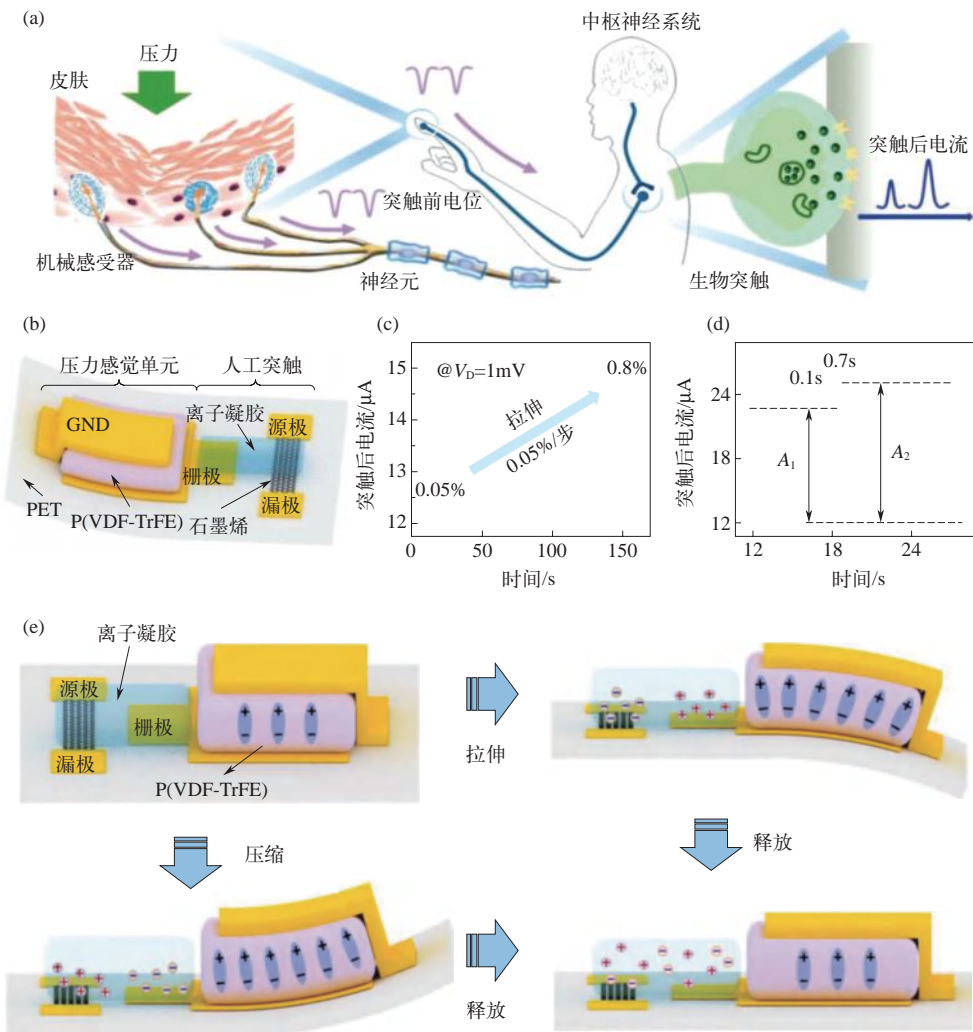 (a)
中枢神经系统
压力
皮肤
突触后电流
突触前电位
机械感受器
神经元
生物突触
(b)
压力感觉单元
人工突触
离子凝胶
源极
GND
栅极
漏极
PET
P(VDF-TrFE)
石墨烯
(c)
突触后电流/μA
15
14
13
12
@VD=1mV
0.8%
拉伸
0.05%/步
0.05%
0
50
100
150
时间/s
(d)
突触后电流/μA
24
21
18
12
0.7s
0.1s
A1
A2
12
18
24
时间/s
(e)
离子凝胶
源极
栅极
漏极
P(VDF-TrFE)
拉伸
压缩
释放
释放